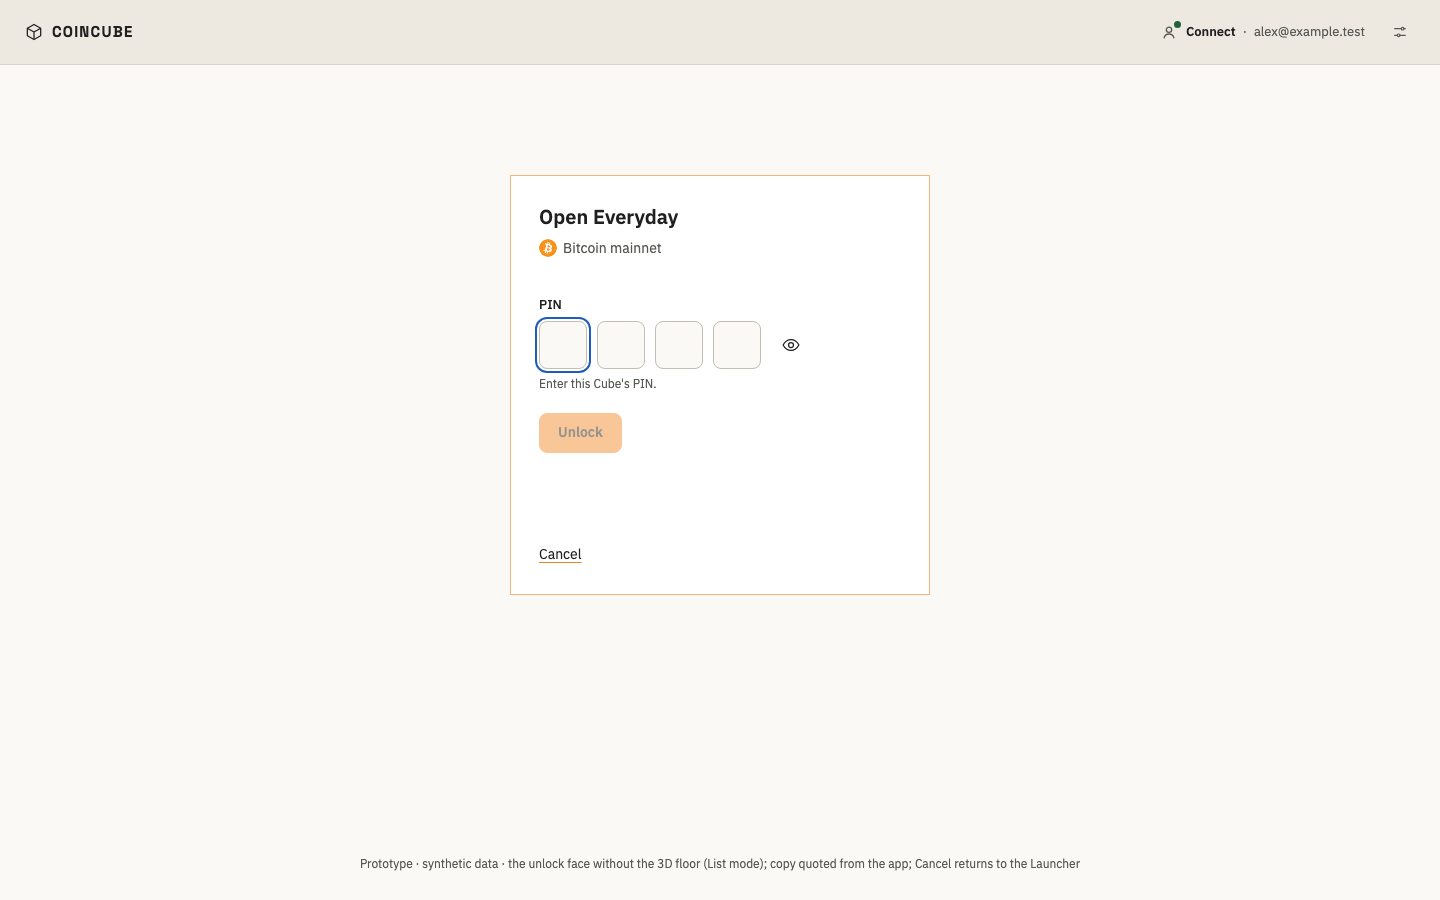 COINCUBE
Connect · alex@example.test
Open Everyday
Bitcoin mainnet
PIN
Enter this Cube's PIN.
Unlock
Cancel
Prototype · synthetic data · the unlock face without the 3D floor (List mode); copy quoted from the app; Cancel returns to the Launcher